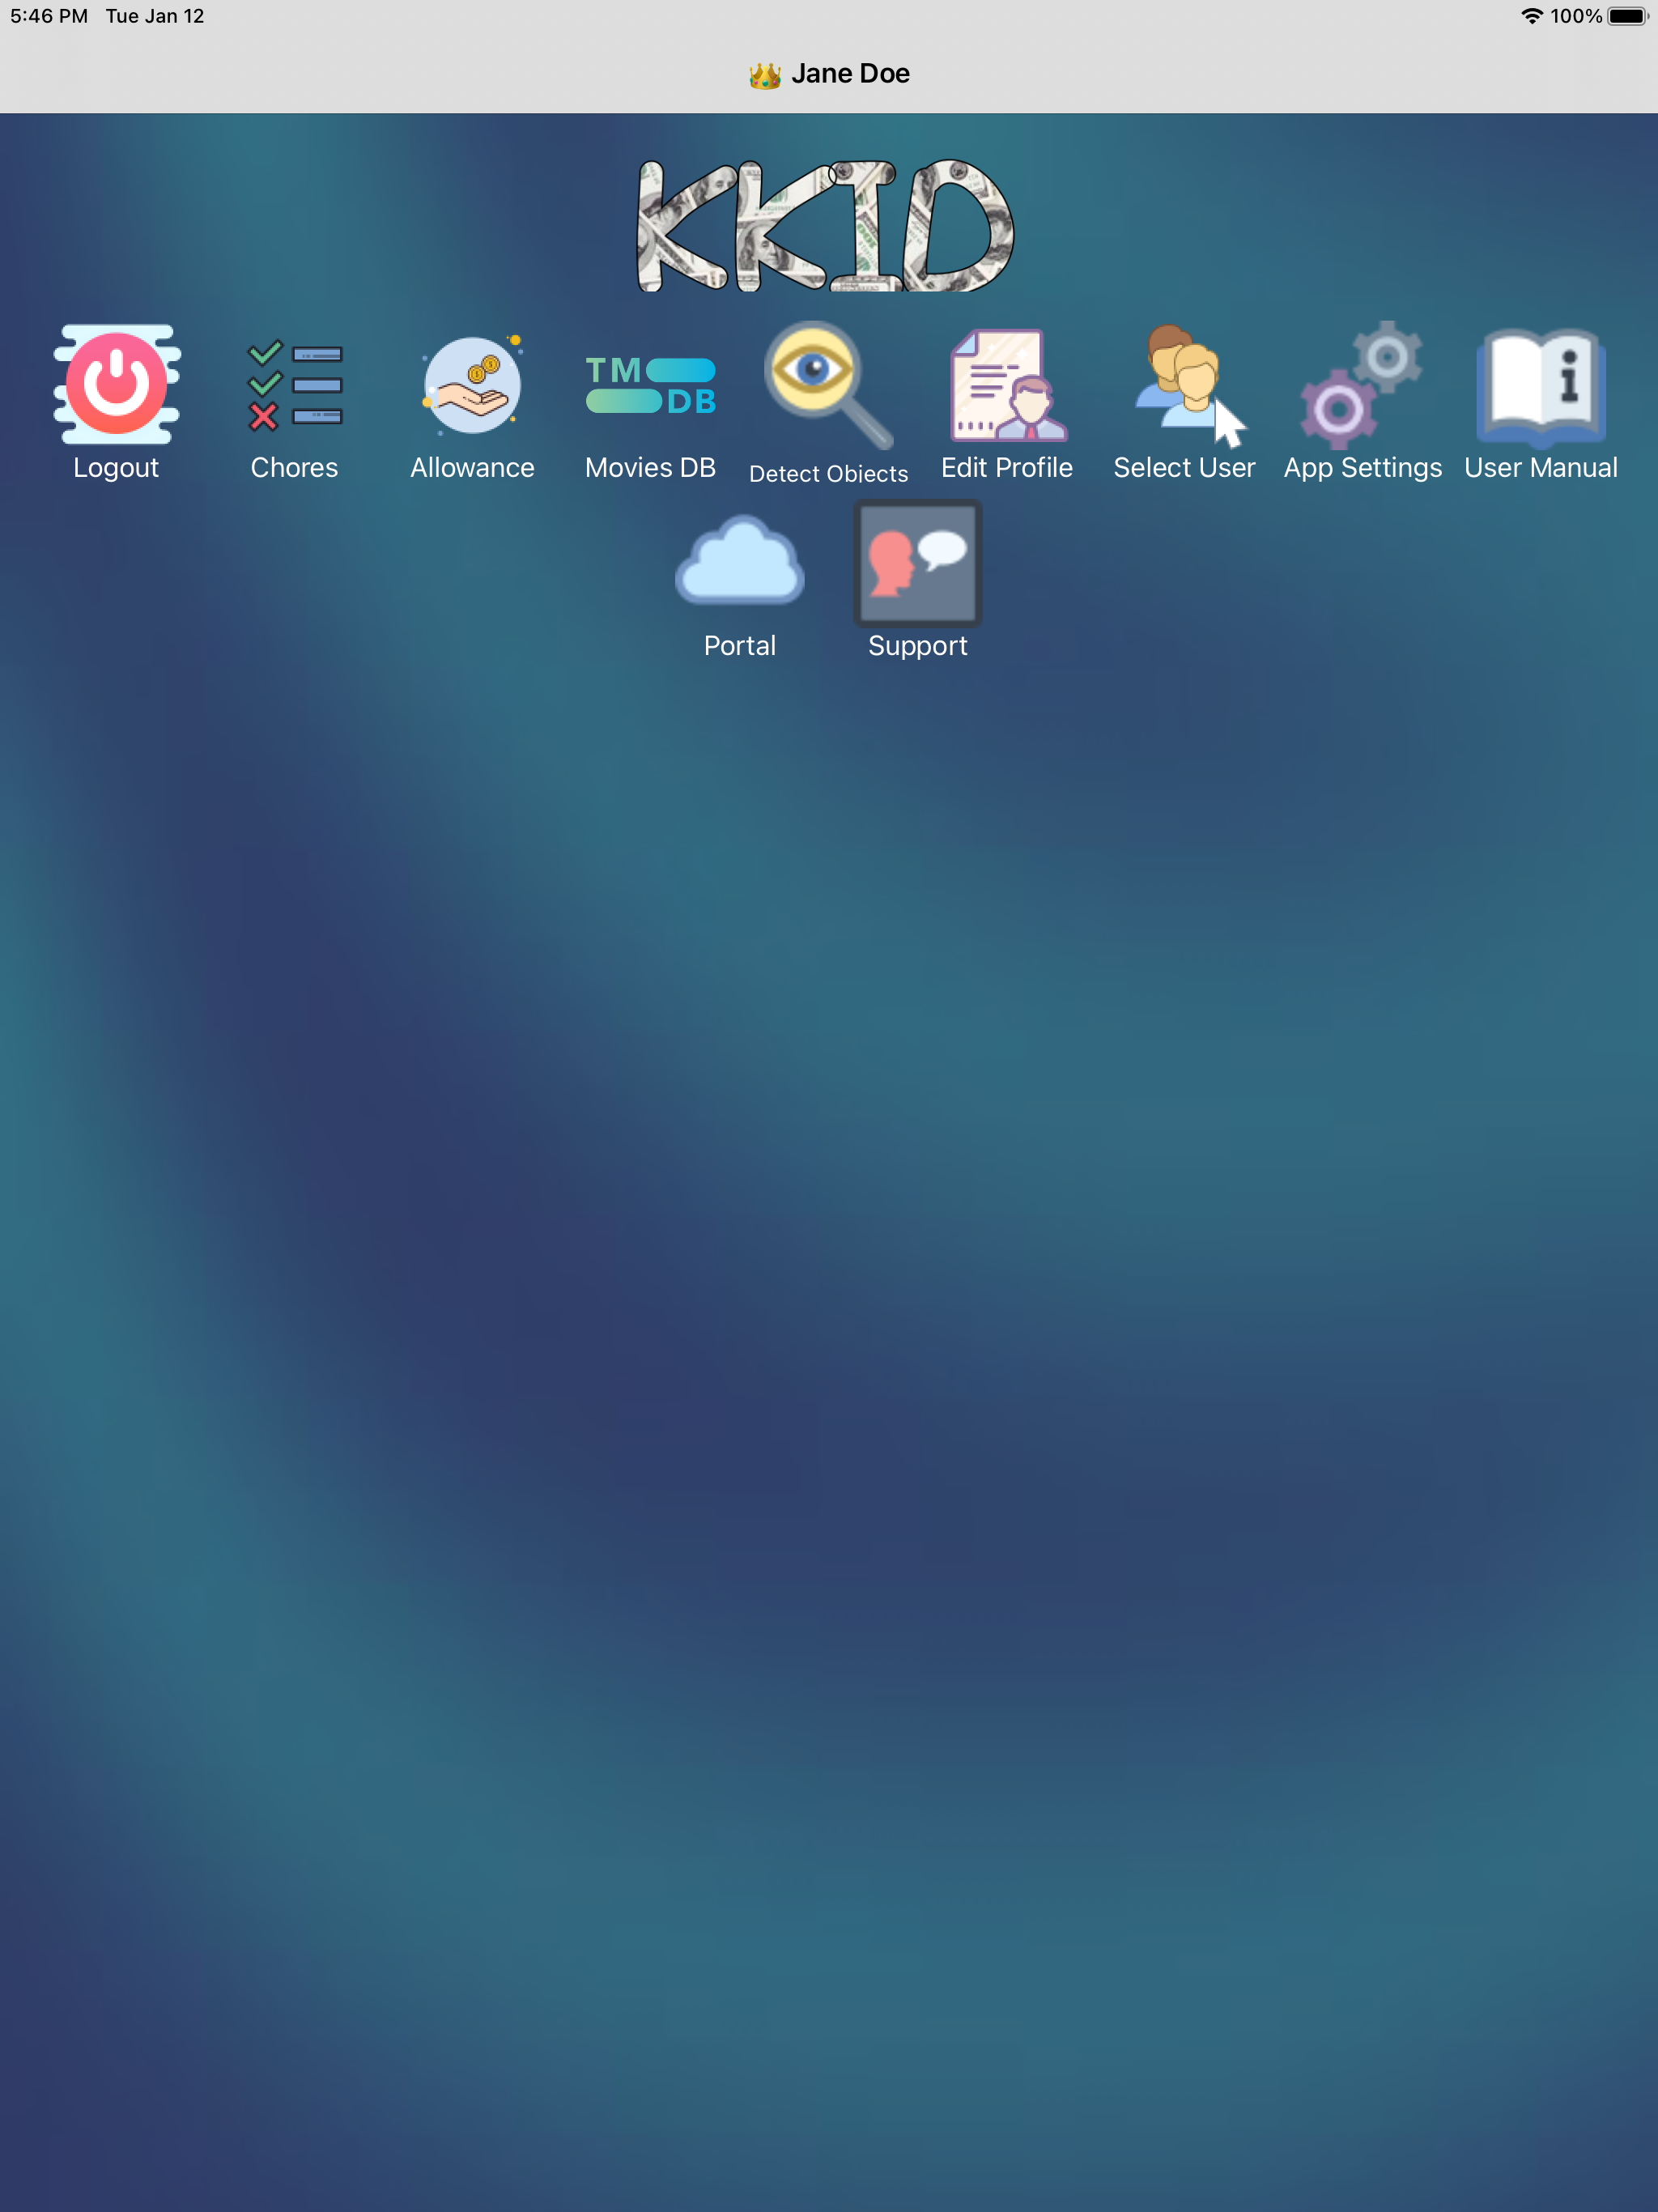 5:46 PM Tue Jan 12 100%
👑 Jane Doe
KKID
Logout Chores Allowance Movies DB Detect Objects Edit Profile Select User App Settings User Manual
TM
DB
i
Portal Support